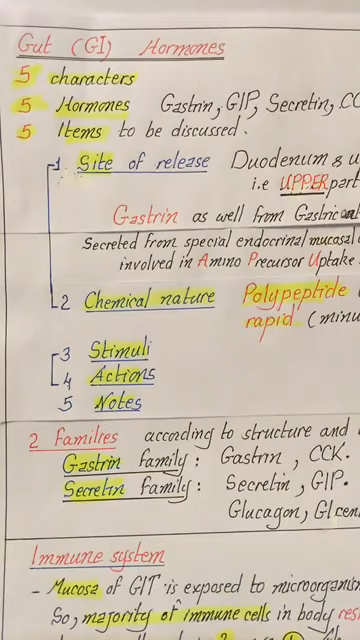 Gut (GI) Hormones
5 characters
5 Hormones Gastrin, GIP, Secretin, CC
5 Items to be discussed.
1 Site of release Duodenum & u
i.e UPPER part
Gastrin as well from Gastric ant
Secreted from special endocrinal mucosal
involved in Amino Precursor Uptake
2 Chemical nature Polypeptide
rapid (minu
3 Stimuli
4 Actions
5 Notes
2 Families according to structure and
Gastrin family: Gastrin, CCK.
Secretin family: Secretin, GIP.
Glucagon, Glcen
Immune system
- Mucosa of GIT is exposed to microorganism
So, majority of immune cells in body res